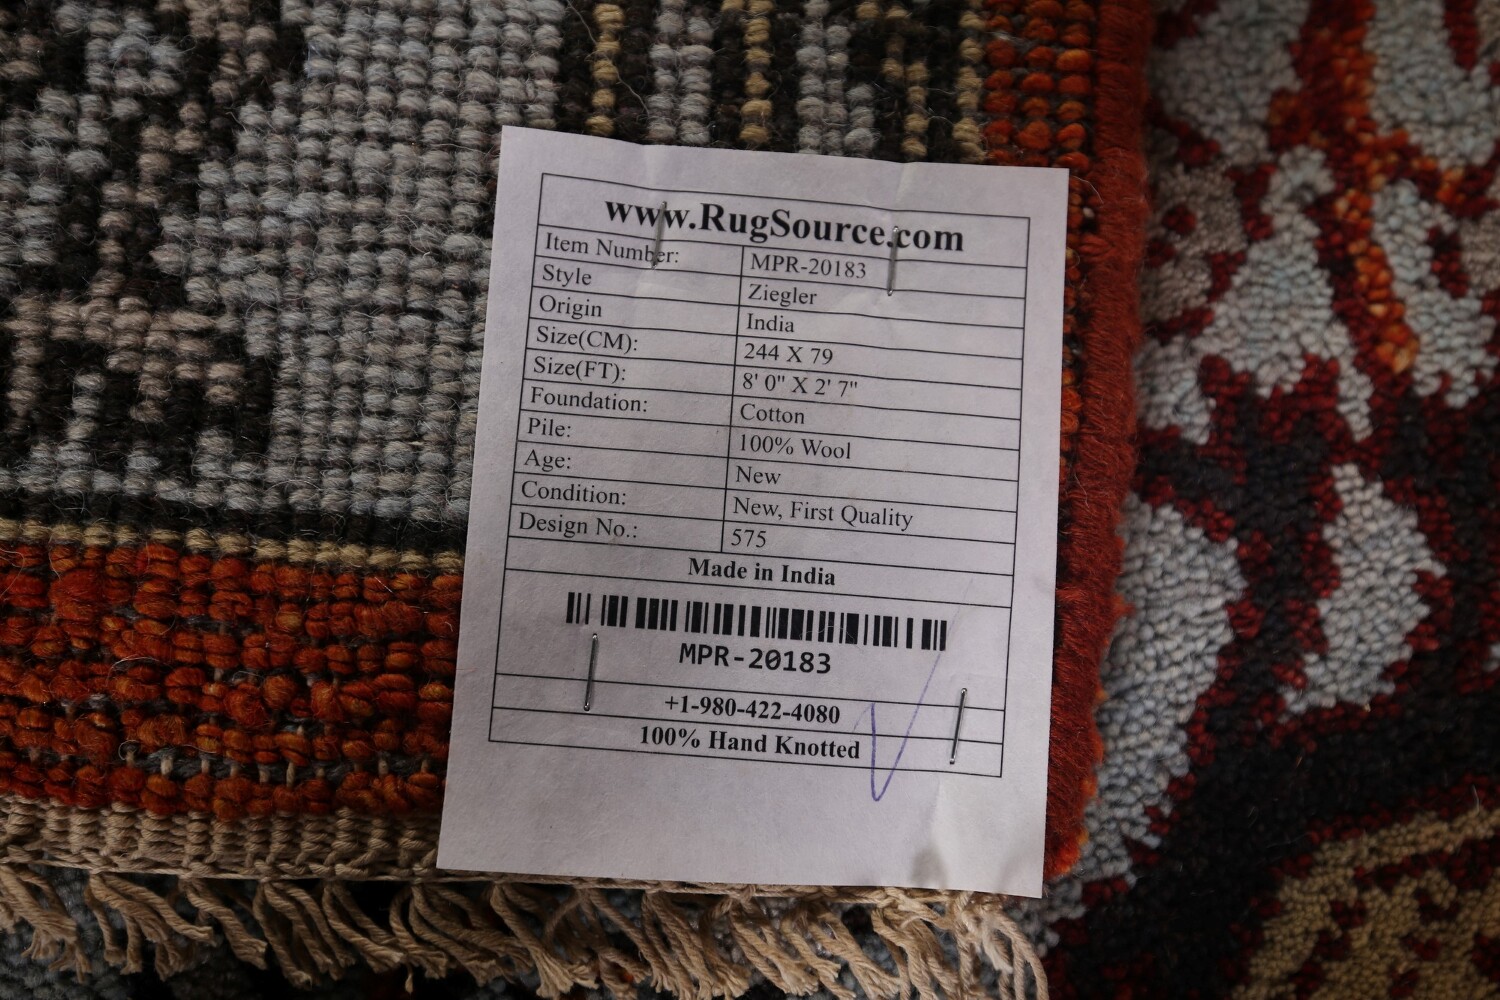 www.RugSource.com
Item Number: MPR-20183
Style Ziegler
Origin India
Size(CM): 244 X 79
Size(FT): 8' 0" X 2' 7"
Foundation: Cotton
Pile: 100% Wool
Age: New
Condition: New, First Quality
Design No.: 575
Made in India
MPR-20183
+1-980-422-4080
100% Hand Knotted